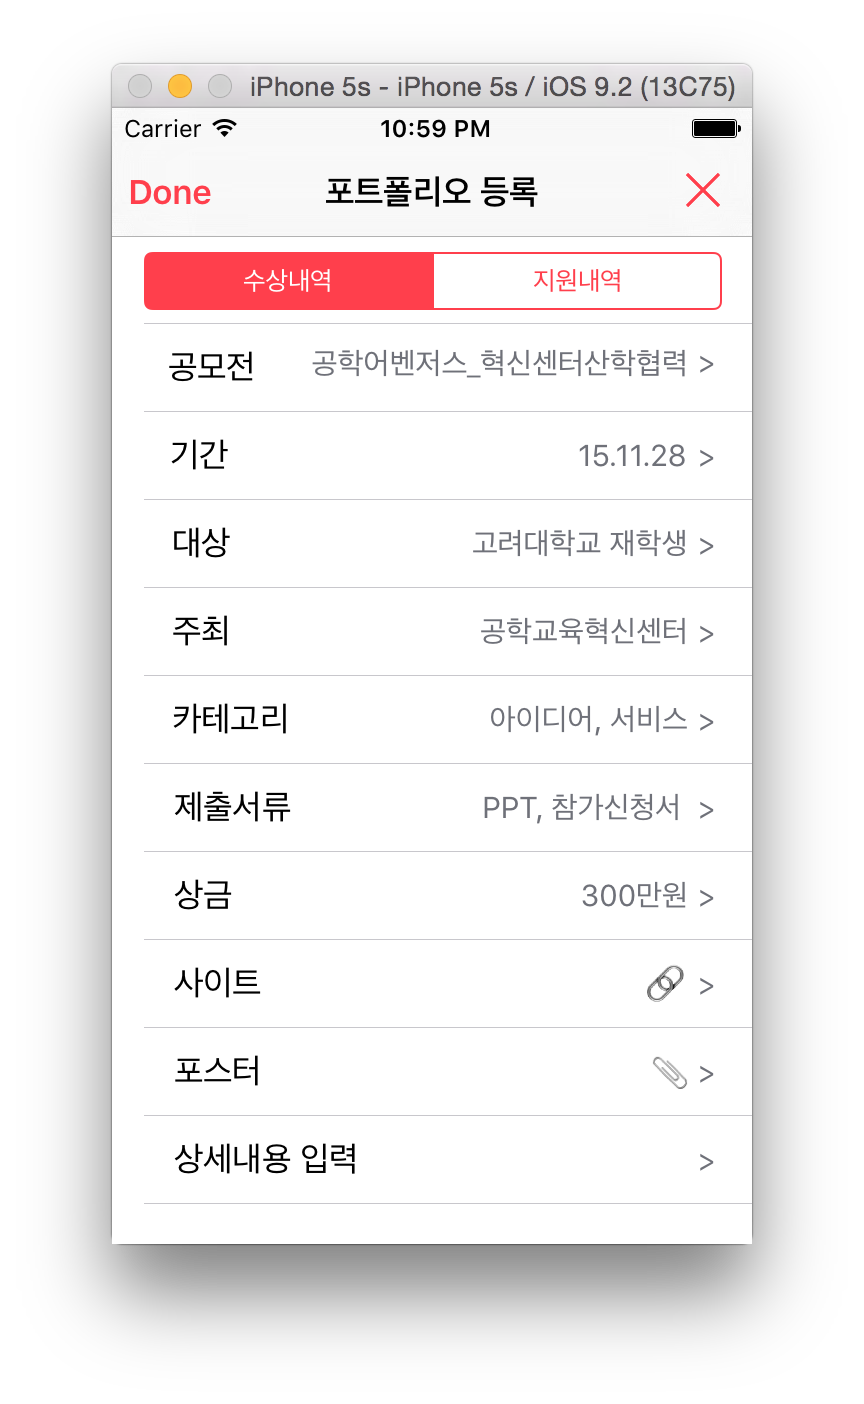 iPhone 5s - iPhone 5s / iOS 9.2 (13C75)
Carrier 10:59 PM
Done 포트폴리오 등록
수상내역 지원내역
공모전 공학어벤저스_혁신센터산학협력 >
기간 15.11.28 >
대상 고려대학교 재학생 >
주최 공학교육혁신센터 >
카테고리 아이디어, 서비스 >
제출서류 PPT, 참가신청서 >
상금 300만원 >
사이트 >
포스터 >
상세내용 입력 >